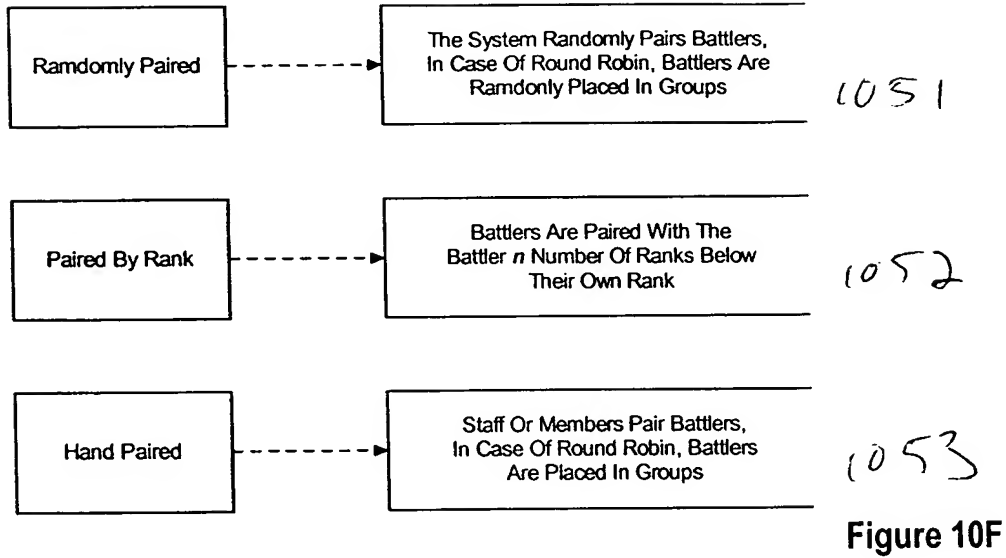 Ramdomly Paired
The System Randomly Pairs Battlers,
In Case Of Round Robin, Battlers Are
Ramdonly Placed In Groups
1051
Paired By Rank
Battlers Are Paired With The
Battler n Number Of Ranks Below
Their Own Rank
1052
Hand Paired
Staff Or Members Pair Battlers,
In Case Of Round Robin, Battlers
Are Placed In Groups
1053
Figure 10F